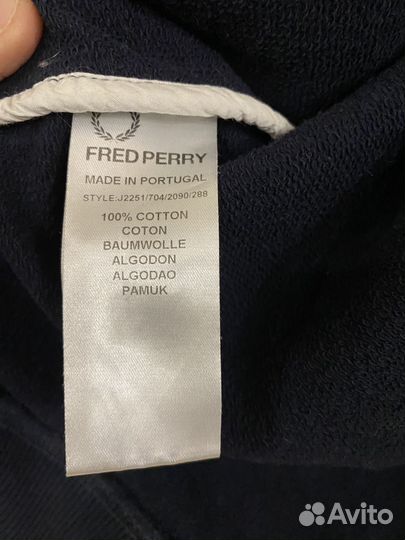 FRED PERRY
MADE IN PORTUGAL
STYLE:J2251/704/2090/288
100% COTTON
COTON
BAUMWOLLE
ALGODON
ALGODAO
PAMUK
Avito